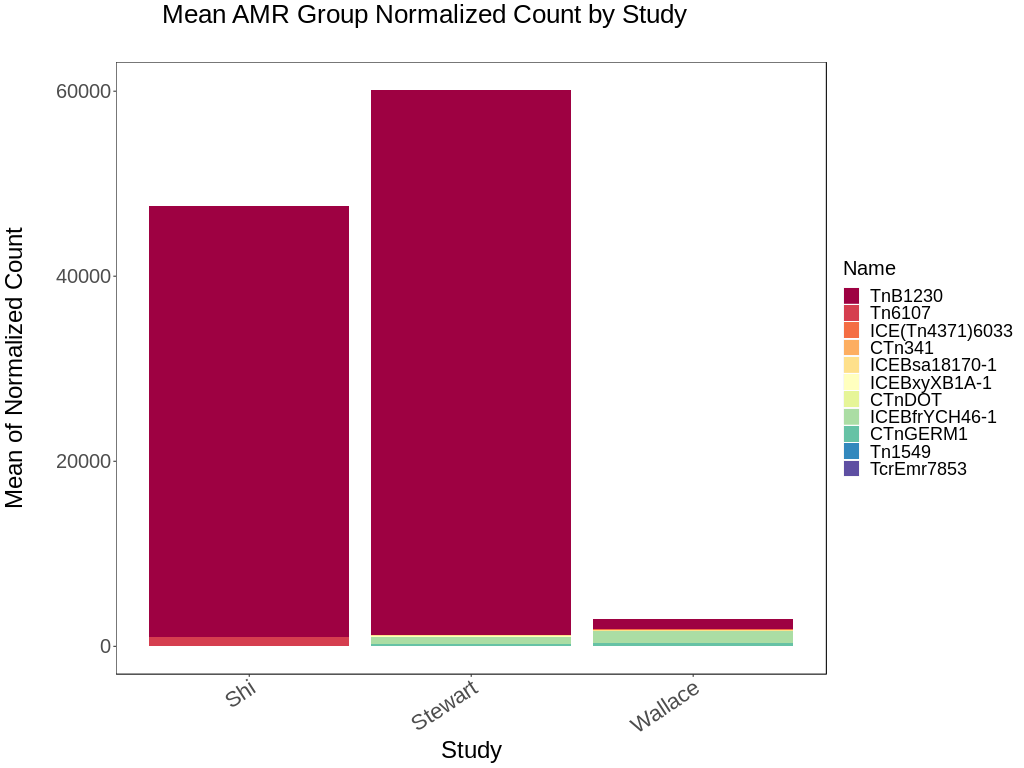 Mean AMR Group Normalized Count by Study
Mean of Normalized Count
60000
40000
20000
0
Shi
Stewart
Wallace
Study
Name
TnB1230
Tn6107
ICE(Tn4371)6033
CTn341
ICEBsa18170-1
ICEBxyXB1A-1
CTnDOT
ICEBfrYCH46-1
CTnGERM1
Tn1549
TcrEmr7853